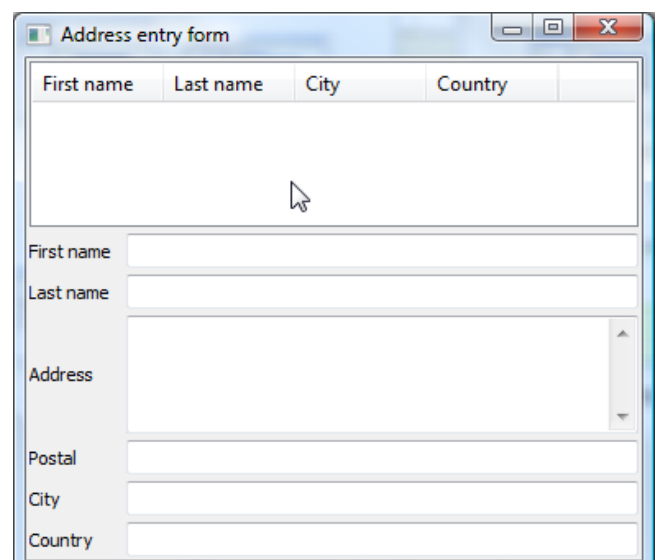 Address entry form
First name Last name City Country
First name
Last name
Address
Postal
City
Country